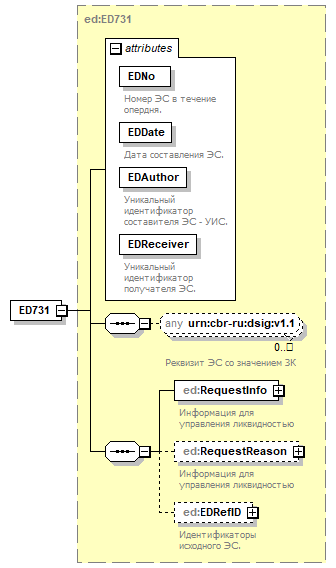 ed:ED731
attributes
EDNo
Номер ЭС в течение
опердня.
EDDate
Дата составления ЭС.
EDAuthor
Уникальный
идентификатор
составителя ЭС - УИС.
EDReceiver
Уникальный
идентификатор
получателя ЭС.
ED731
any urn:cbr-ru:dsig:v1.1
0..□
Реквизит ЭС со значением ЗК
ed:RequestInfo
Информация для
управления ликвидностью
ed:RequestReason
Информация для
управления ликвидностью
ed:EDRefID
Идентификаторы
исходного ЭС.